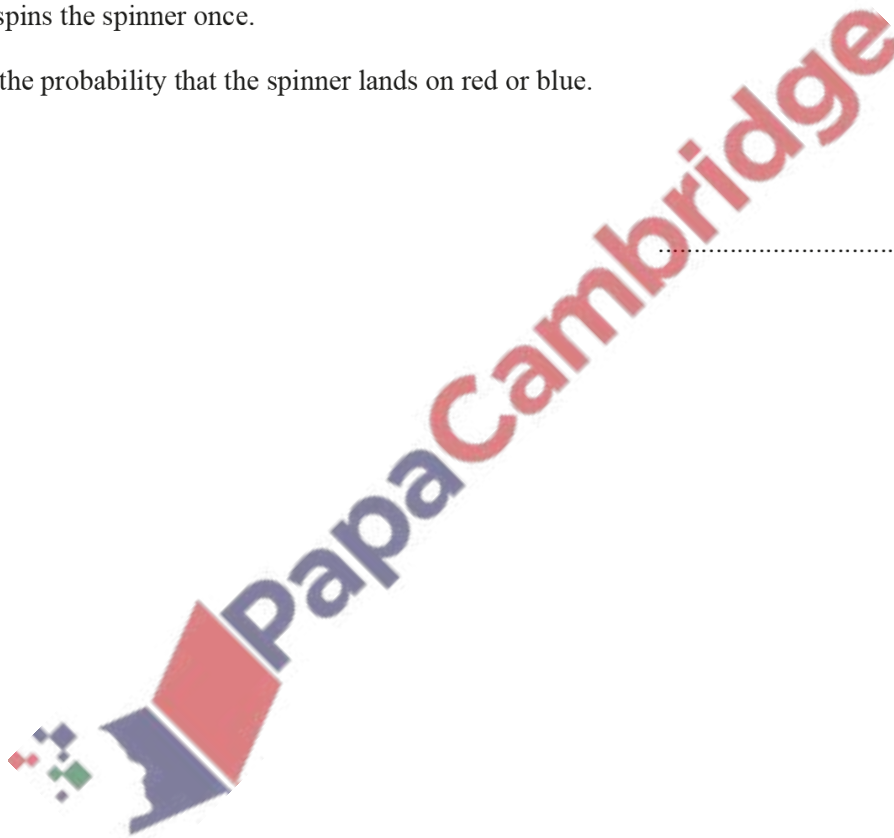 spins the spinner once.
the probability that the spinner lands on red or blue.
................................
PapaCambridge